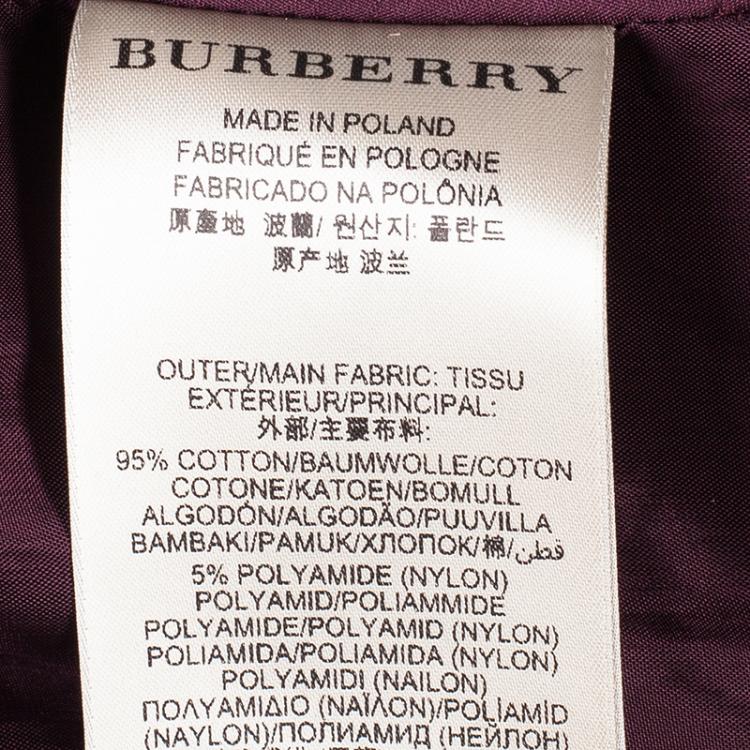 BURBERRY
MADE IN POLAND
FABRIQUÉ EN POLOGNE
FABRICADO NA POLÔNIA
原產地 波蘭/ 원산지: 폴란드
原产地 波兰
OUTER/MAIN FABRIC: TISSU
EXTÉRIEUR/PRINCIPAL:
外部/主要布料:
95% COTTON/BAUMWOLLE/COTON
COTONE/KATOEN/BOMULL
ALGODÓN/ALGODÃO/PUUVILLA
BAMBAKI/PAMUK/ХЛОПОК/棉/قطن
5% POLYAMIDE (NYLON)
POLYAMID/POLIAMMIDE
POLYAMIDE/POLYAMID (NYLON)
POLIAMIDA/POLIAMIDA (NYLON)
POLYAMIDI (NAILON)
ΠΟΛΥΑΜΙΔΙΟ (ΝΑΪΛΟΝ)/POLIAMID
(NAYLON)/ПОЛИАМИД (НЕЙЛОН)